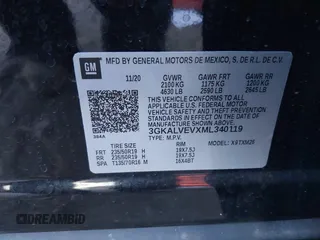 GM
MFD BY GENERAL MOTORS DE MEXICO, S. DE R.L. DE C.V.
11/20 GVWR GAWR FRT GAWR RR
2100 KG 1175 KG 1200 KG
4630 LB 2590 LB 2645 LB
THIS VEHICLE CONFORMS TO ALL
APPLICABLE U.S. FEDERAL MOTOR
VEHICLE SAFETY, BUMPER, AND THEFT
PREVENTION STANDARDS IN EFFECT ON
THE DATE OF MANUFACTURE SHOWN ABOVE.
3GKALVEVXML340119
TYPE: M.P.V.
TIRE SIZE RIM
FRT 235/50R19 H 19X7.5J
RR 235/50R19 H 19X7.5J
SPA T135/70R16 M 16X4BT
MODEL:
AUTOBIDMASTER